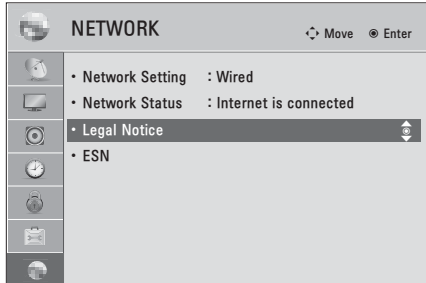 NETWORK
Move Enter
• Network Setting : Wired
• Network Status : Internet is connected
• Legal Notice
• ESN